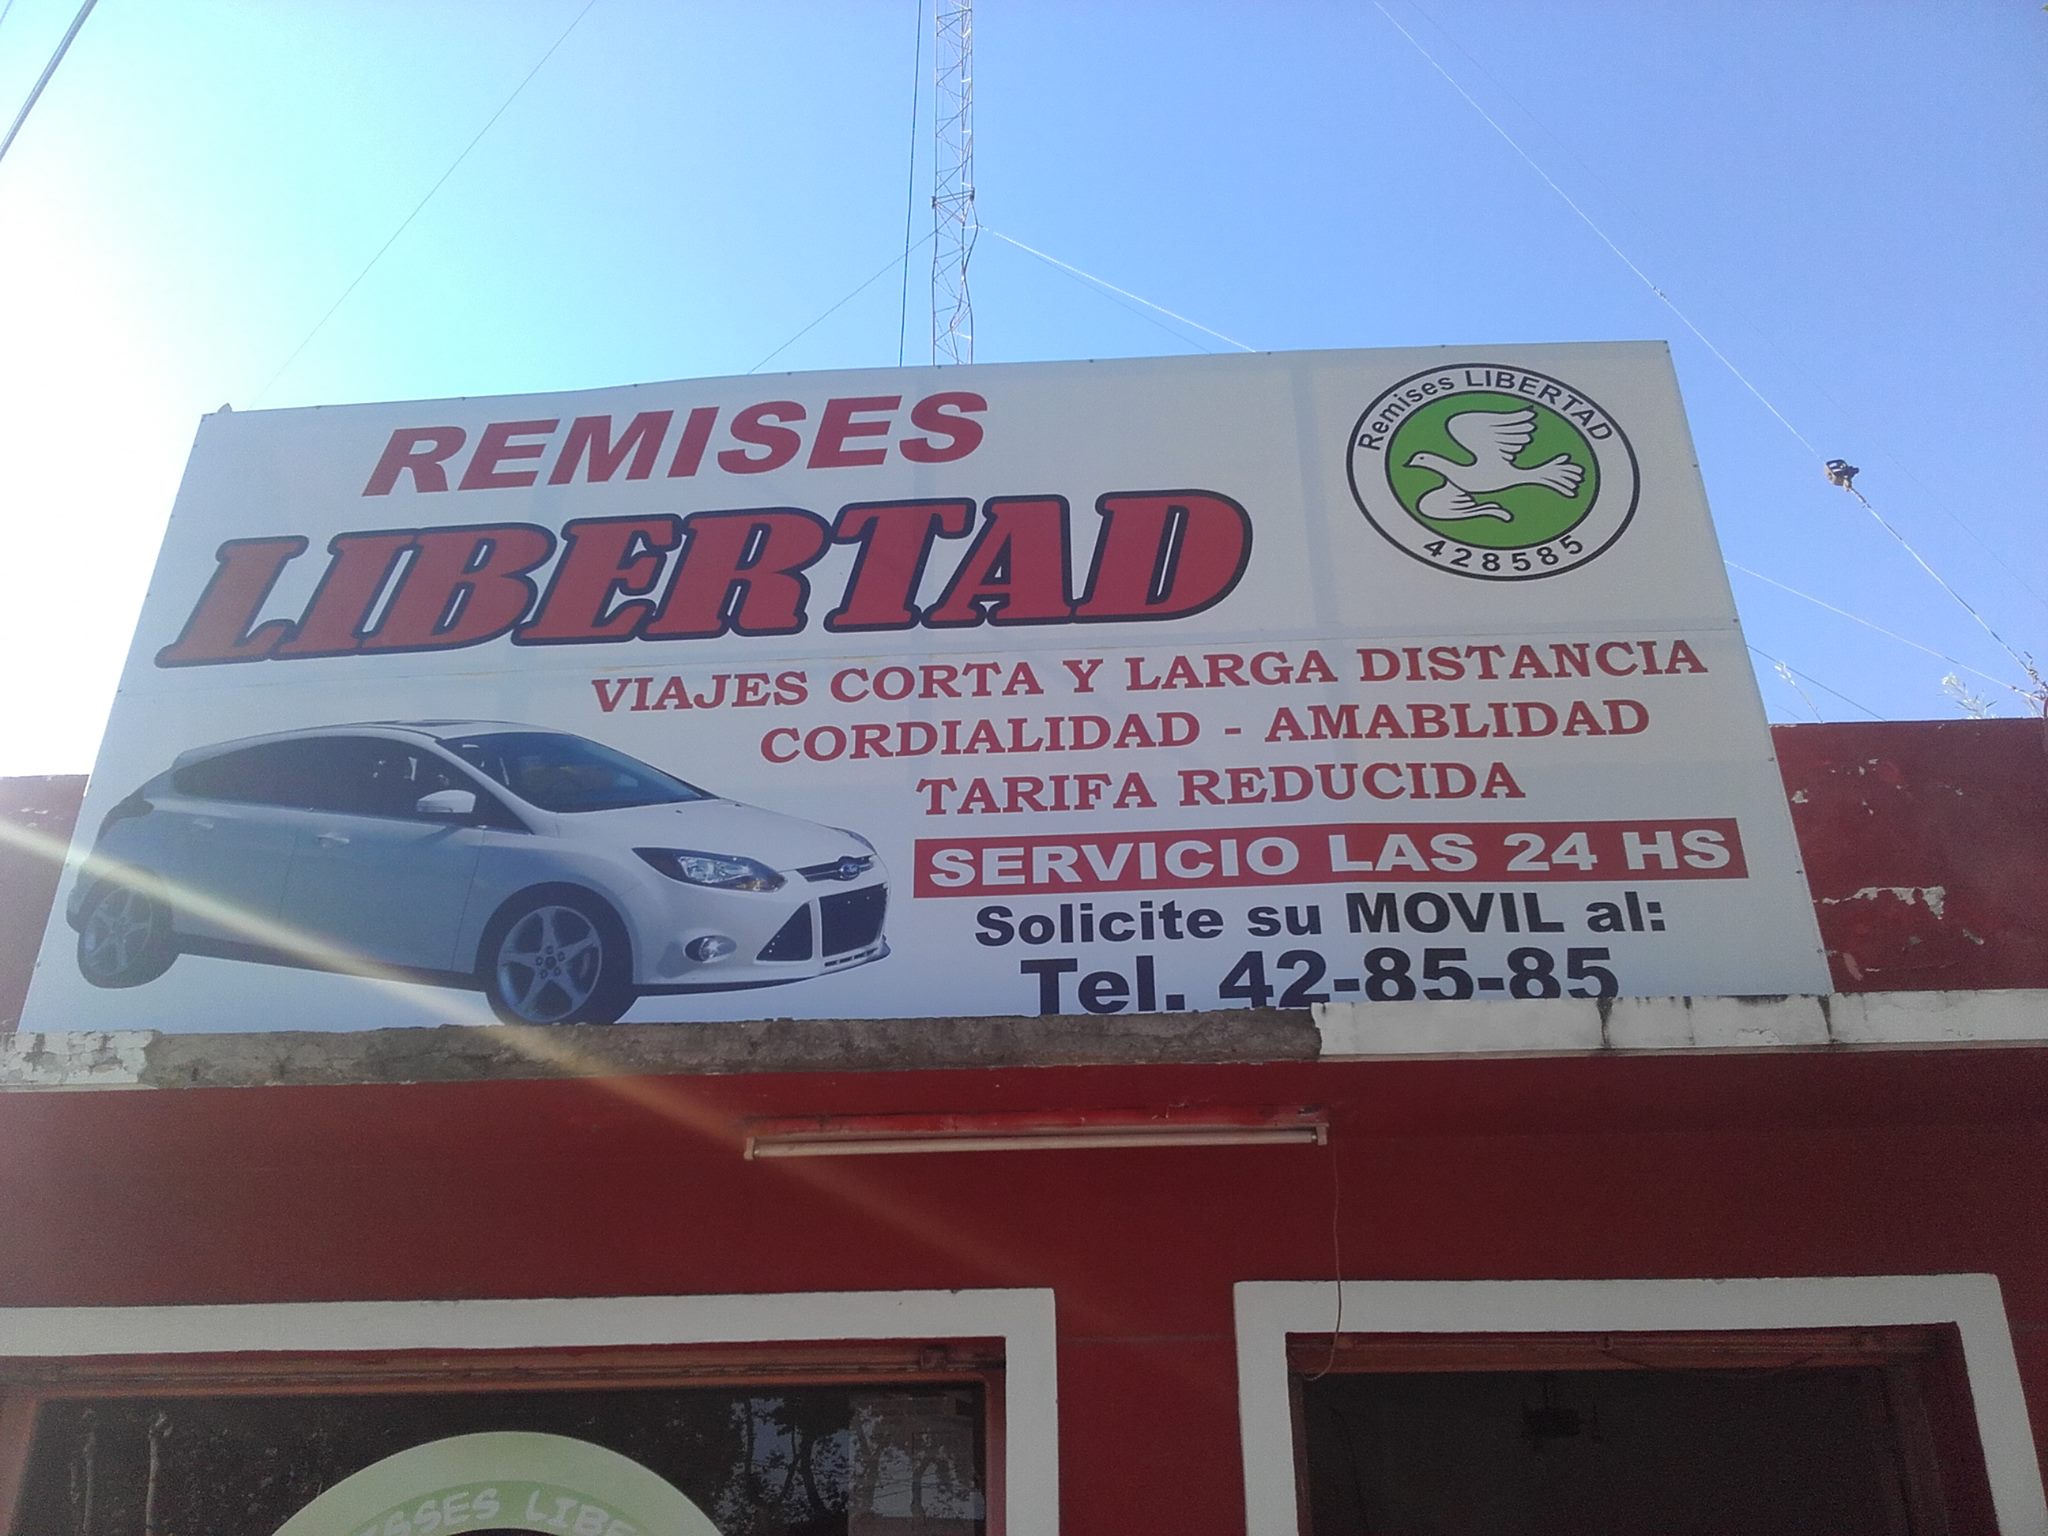 REMISES
LIBERTAD
Remises LIBERTAD
428585
VIAJES CORTA Y LARGA DISTANCIA
CORDIALIDAD - AMABLIDAD
TARIFA REDUCIDA
SERVICIO LAS 24 HS
Solicite su MOVIL al:
Tel. 42-85-85